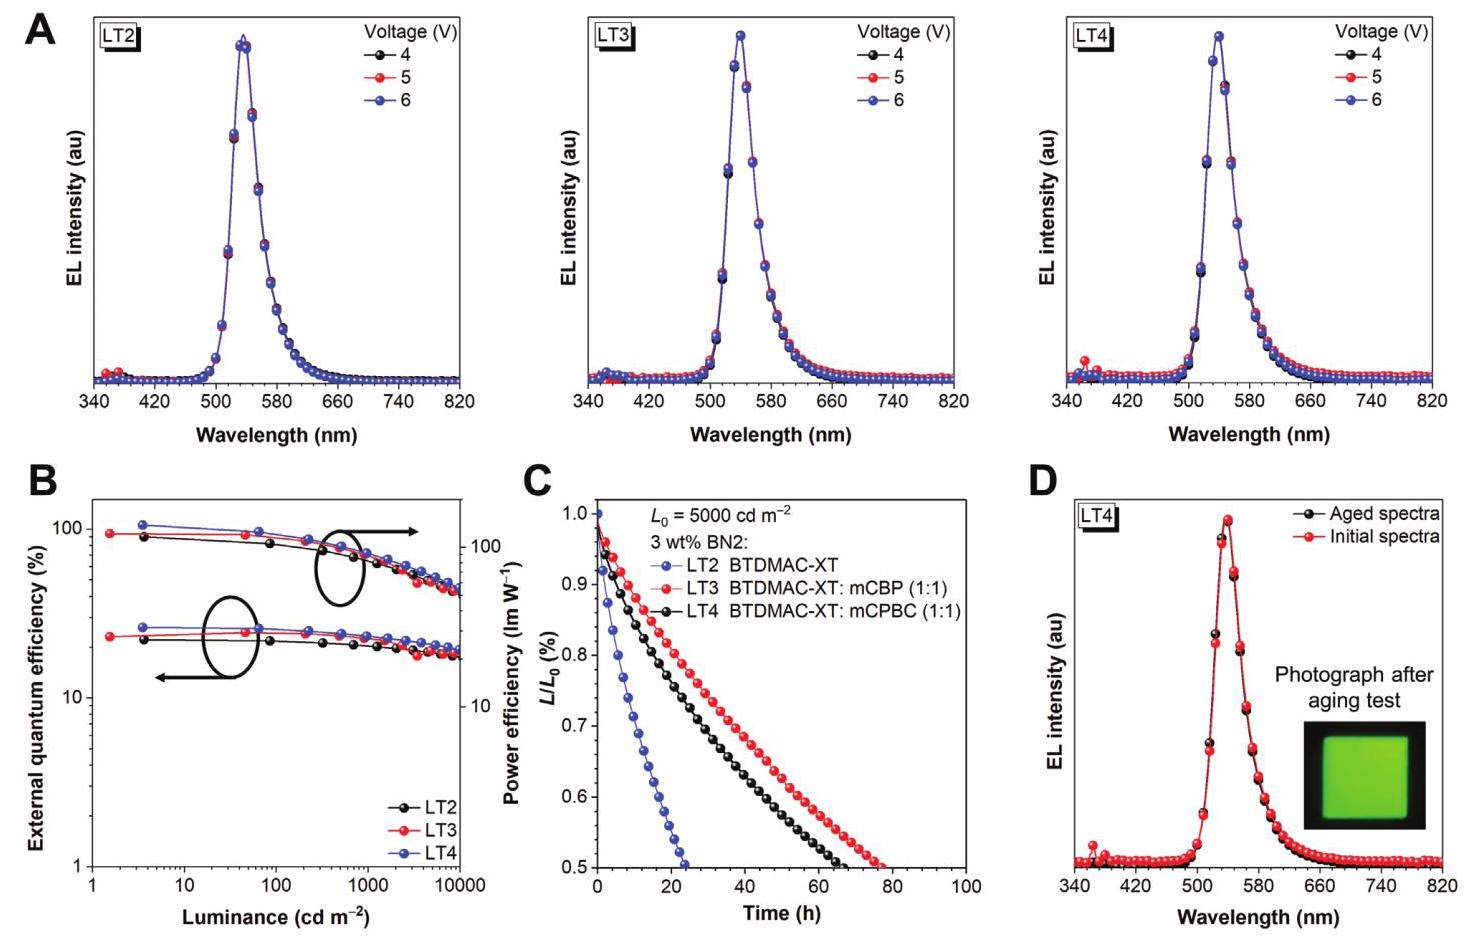 A
LT2
Voltage (V)
4
5
6
EL intensity (au)
340 420 500 580 660 740 820
Wavelength (nm)
LT3
Voltage (V)
4
5
6
EL intensity (au)
340 420 500 580 660 740 820
Wavelength (nm)
LT4
Voltage (V)
4
5
6
EL intensity (au)
340 420 500 580 660 740 820
Wavelength (nm)
B
External quantum efficiency (%)
100
10
1
Power efficiency (lm W⁻¹)
100
10
LT2
LT3
LT4
1 10 100 1000 10000
Luminance (cd m⁻²)
C
L/L₀ (%)
1.0
0.9
0.8
0.7
0.6
0.5
L₀ = 5000 cd m⁻²
3 wt% BN2:
LT2 BTDMAC-XT
LT3 BTDMAC-XT: mCBP (1:1)
LT4 BTDMAC-XT: mCPBC (1:1)
0 20 40 60 80 100
Time (h)
D
LT4
Aged spectra
Initial spectra
EL intensity (au)
Photograph after
aging test
340 420 500 580 660 740 820
Wavelength (nm)